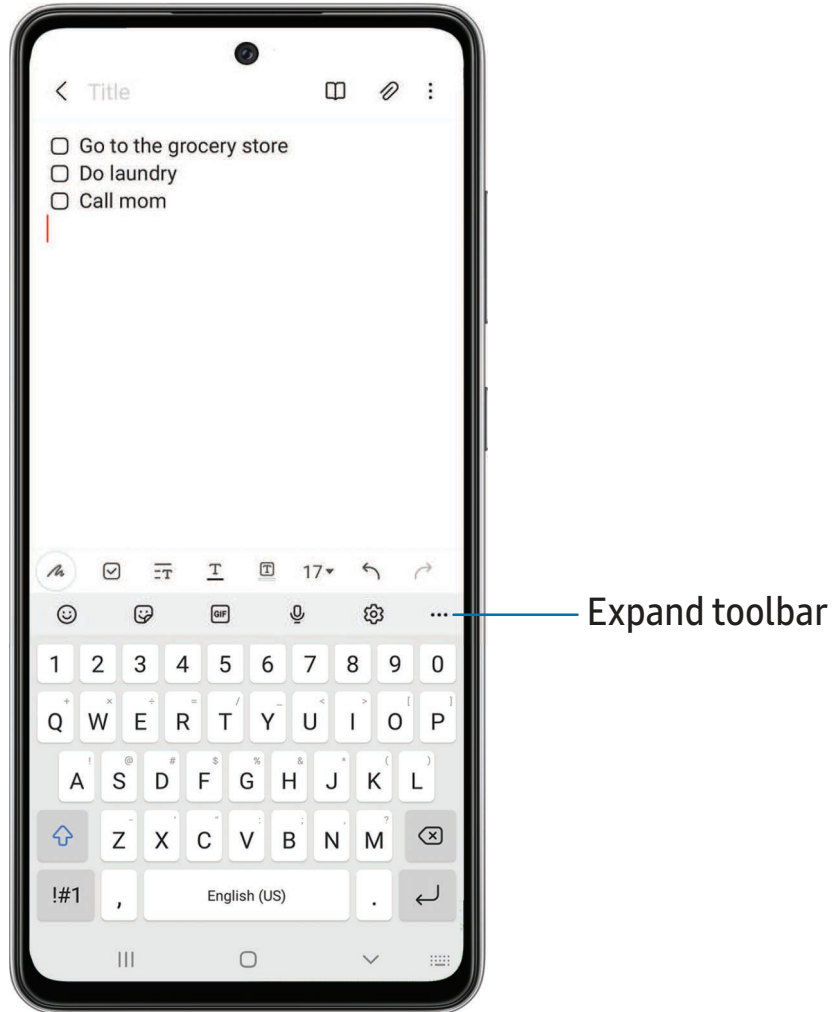 Title
Go to the grocery store
Do laundry
Call mom
17
GIF
Expand toolbar
1 2 3 4 5 6 7 8 9 0
+ × ÷ = / _ < > [ ]
Q W E R T Y U I O P
! @ # $ % & * ( )
A S D F G H J K L
- ' " : ; , ?
Z X C V B N M
!#1 , English (US) .